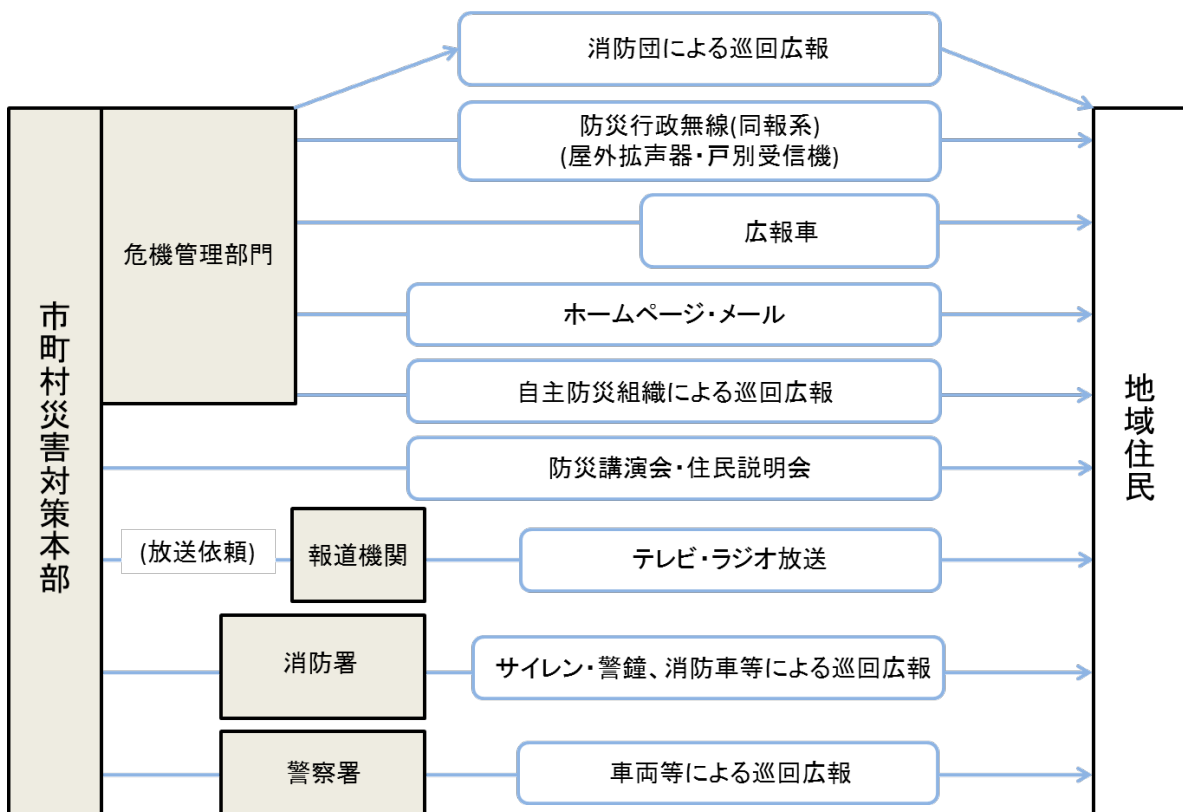 消防団による巡回広報
防災行政無線(同報系)
(屋外拡声器・戸別受信機)
広報車
危機管理部門
ホームページ・メール
市町村災害対策本部
自主防災組織による巡回広報
地域住民
防災講演会・住民説明会
(放送依頼)
報道機関
テレビ・ラジオ放送
消防署
サイレン・警鐘、消防車等による巡回広報
警察署
車両等による巡回広報